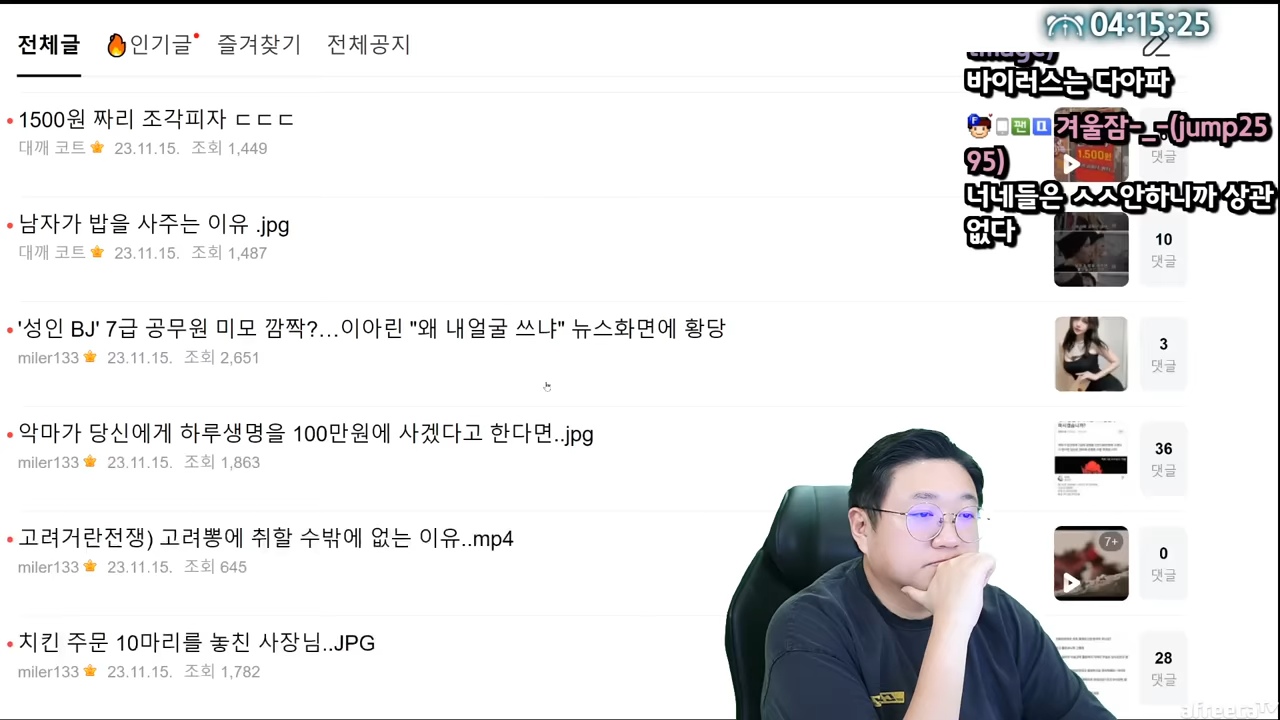 전체글 🔥인기글 즐겨찾기 전체공지
04:15:25
바이러스는 다아파
겨울잠-_-(jump25
95)
너네들은 ㅅㅅ안하니까 상관
없다
1500원 짜리 조각피자 ㄷㄷㄷ
대깨 코트 23.11.15. 조회 1,449
1.500원
댓글
남자가 밥을 사주는 이유 .jpg
대깨 코트 23.11.15. 조회 1,487
10
댓글
'성인 BJ' 7급 공무원 미모 깜짝?…이아린 "왜 내얼굴 쓰냐" 뉴스화면에 황당
miler133 23.11.15. 조회 2,651
3
댓글
악마가 당신에게 하루생명을 100만원에 사겠다고 한다면..jpg
miler133 23.11.15. 조회 1,638
36
댓글
고려거란전쟁) 고려뽕에 취할 수밖에 없는 이유..mp4
miler133 23.11.15. 조회 645
7+
0
댓글
치킨 주문 10마리를 놓친 사장님..JPG
miler133 23.11.15. 조회 1,792
28
댓글
afreecaTV